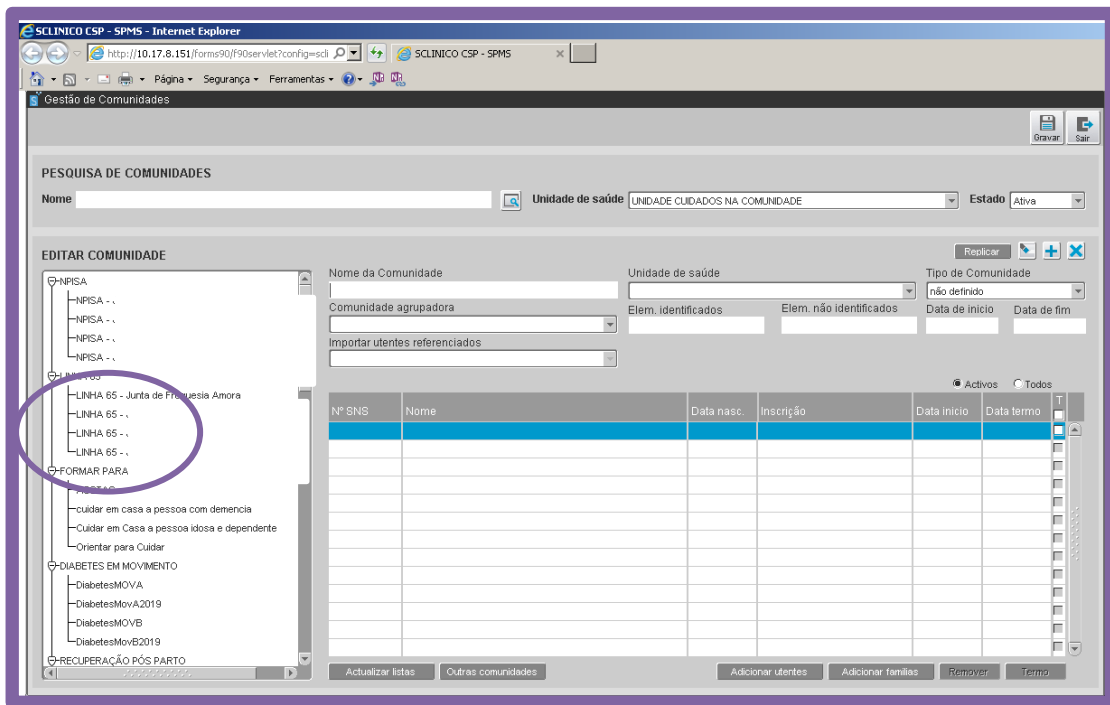 SCLINICO CSP - SPMS - Internet Explorer
http://10.17.8.151/forms90/f90servlet?config=scli
SCLINICO CSP - SPMS
Página
Segurança
Ferramentas
Gestão de Comunidades
Gravar
Sair
PESQUISA DE COMUNIDADES
Nome
Unidade de saúde
UNIDADE CUIDADOS NA COMUNIDADE
Estado
Ativa
EDITAR COMUNIDADE
Replicar
NPISA
NPISA -
NPISA -
NPISA -
NPISA -
LINHA 65
LINHA 65 - Junta de Freguesia Amora
LINHA 65 -
LINHA 65 -
LINHA 65 -
FORMAR PARA
cuidar em casa a pessoa com demencia
Cuidar em Casa a pessoa idosa e dependente
Orientar para Cuidar
DIABETES EM MOVIMENTO
DiabetesMOVA
DiabetesMovA2019
DiabetesMOVB
DiabetesMovB2019
RECUPERAÇÃO PÓS PARTO
Nome da Comunidade
Unidade de saúde
Tipo de Comunidade
não definido
Comunidade agrupadora
Elem. identificados
Elem. não identificados
Data de inicio
Data de fim
Importar utentes referenciados
Activos
Todos
Nº SNS
Nome
Data nasc.
Inscrição
Data inicio
Data termo
T
Actualizar listas
Outras comunidades
Adicionar utentes
Adicionar familias
Remover
Termo